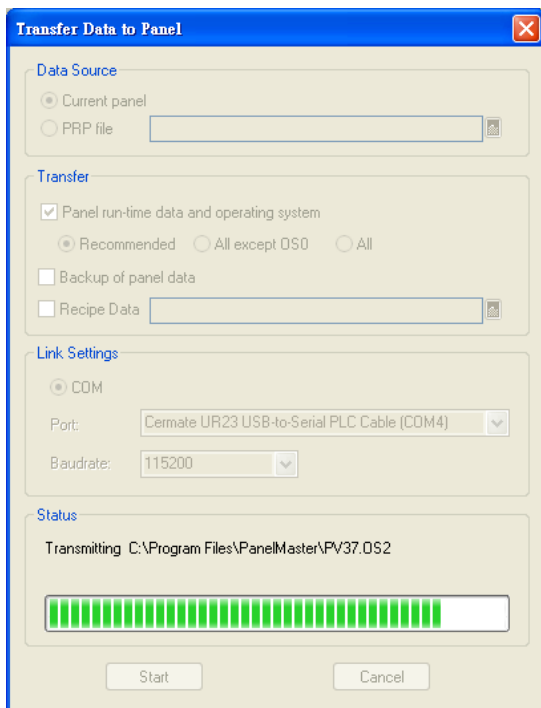 Transfer Data to Panel
Data Source
Current panel
PRP file
Transfer
Panel run-time data and operating system
Recommended All except OS0 All
Backup of panel data
Recipe Data
Link Settings
COM
Port: Cermate UR23 USB-to-Serial PLC Cable (COM4)
Baudrate: 115200
Status
Transmitting C:\Program Files\PanelMaster\PV37.OS2
Start Cancel